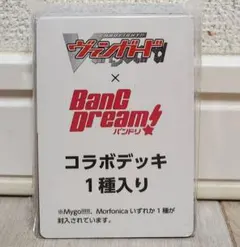 ヴァンガード
Vanguard
×
BanG
Dream!
バンドリ
コラボデッキ
1種入り
※Mygo!!!!!、Morfonica いずれか1種が
封入されています。